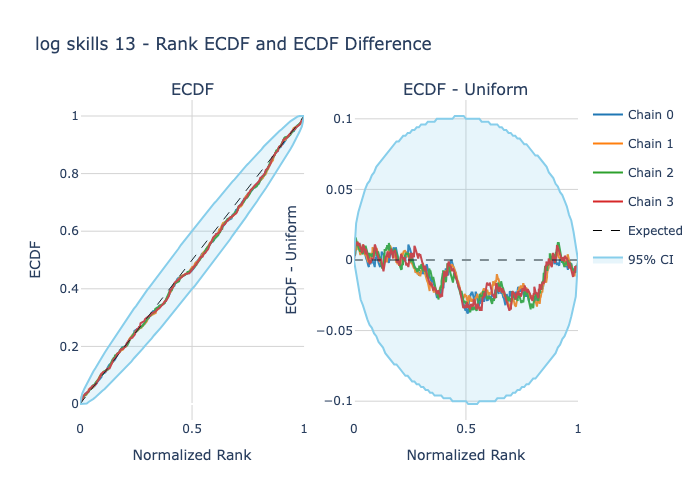 log skills 13 - Rank ECDF and ECDF Difference
ECDF
ECDF
1
0.8
0.6
0.4
0.2
0
0
0.5
1
Normalized Rank
ECDF - Uniform
ECDF - Uniform
0.1
0.05
0
−0.05
−0.1
0
0.5
1
Normalized Rank
Chain 0
Chain 1
Chain 2
Chain 3
Expected
95% CI